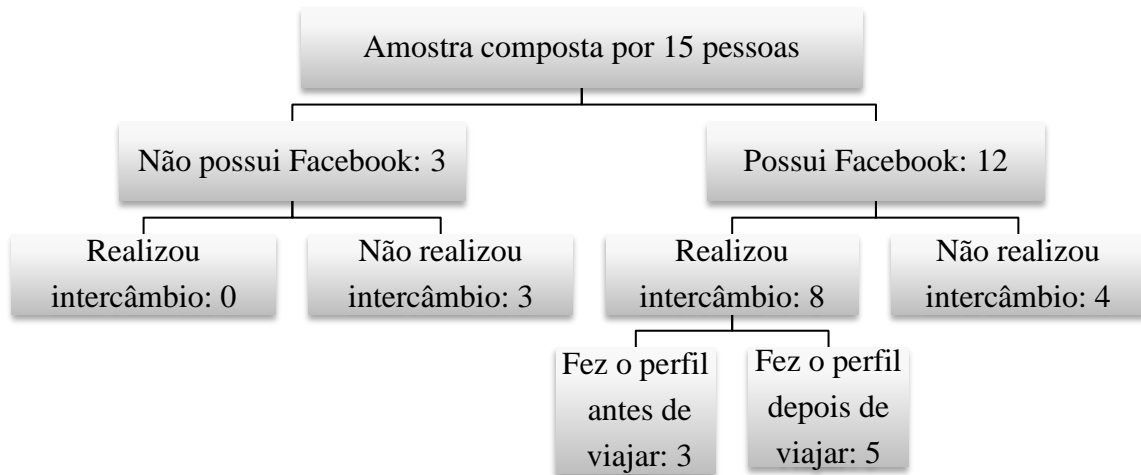 Amostra composta por 15 pessoas
Não possui Facebook: 3
Possui Facebook: 12
Realizou
intercâmbio: 0
Não realizou
intercâmbio: 3
Realizou
intercâmbio: 8
Não realizou
intercâmbio: 4
Fez o perfil
antes de
viajar: 3
Fez o perfil
depois de
viajar: 5